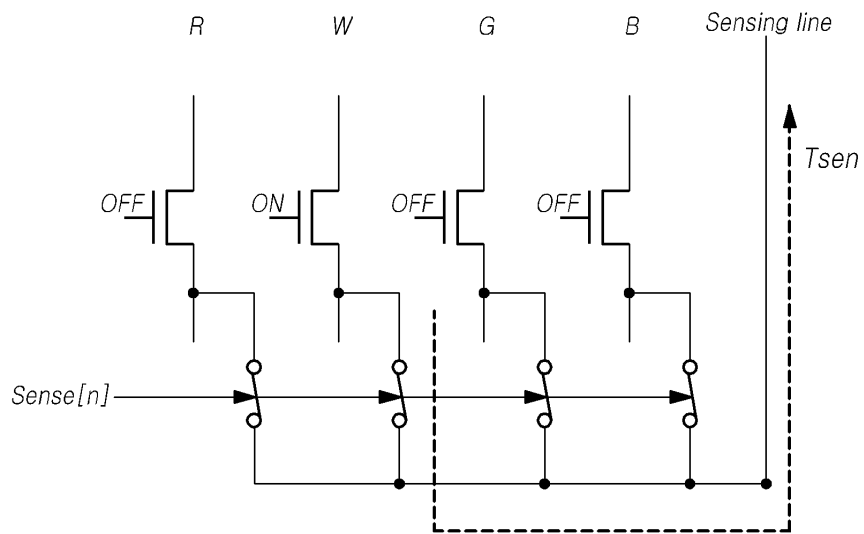 R W G B Sensing line
Tsen
OFF ON OFF OFF
Sense[n]